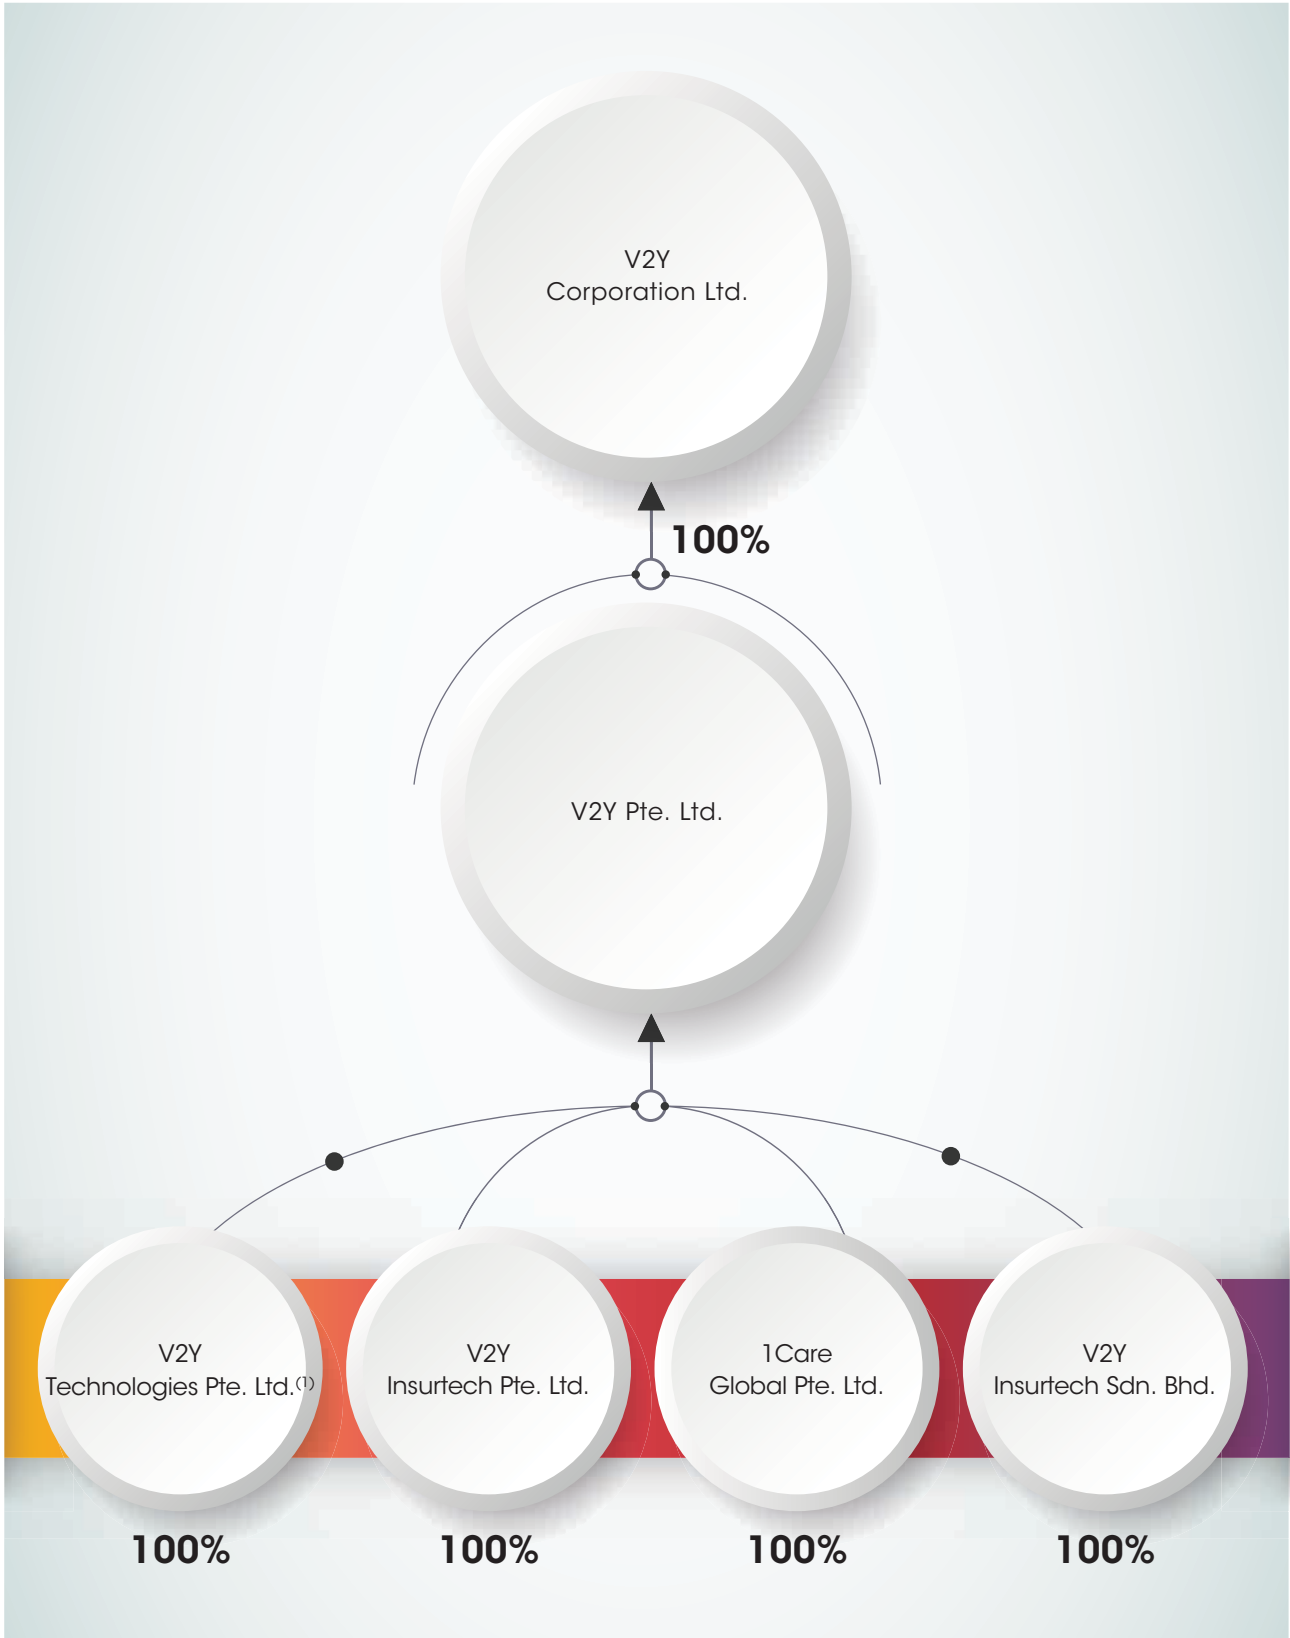 V2Y
Corporation Ltd.
100%
V2Y Pte. Ltd.
V2Y
Technologies Pte. Ltd.(1)
V2Y
Insurtech Pte. Ltd.
1Care
Global Pte. Ltd.
V2Y
Insurtech Sdn. Bhd.
100%
100%
100%
100%